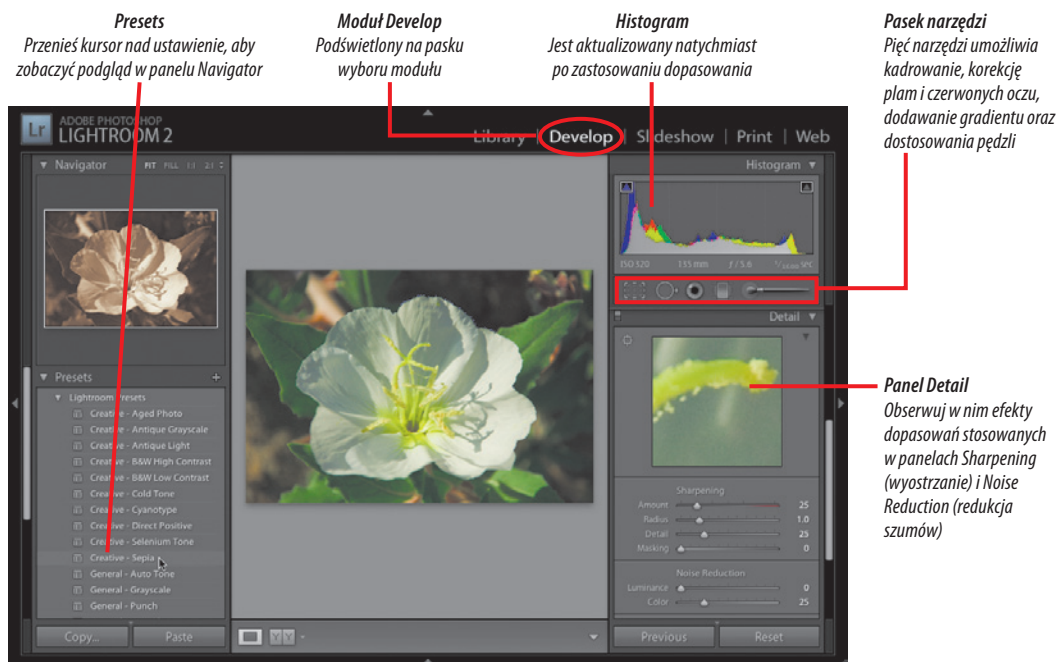 Presets
Przenieś kursor nad ustawienie, aby
zobaczyć podgląd w panelu Navigator
Moduł Develop
Podświetlony na pasku
wyboru modułu
Histogram
Jest aktualizowany natychmiast
po zastosowaniu dopasowania
Pasek narzędzi
Pięć narzędzi umożliwia
kadrowanie, korekcję
plam i czerwonych oczu,
dodawanie gradientu oraz
dostosowania pędzli
Lr
ADOBE PHOTOSHOP
LIGHTROOM 2
Library | Develop | Slideshow | Print | Web
Navigator FIT FILL 1:1 2:1
Presets
Lightroom Presets
Creative - Aged Photo
Creative - Antique Grayscale
Creative - Antique Light
Creative - B&W High Contrast
Creative - B&W Low Contrast
Creative - Cold Tone
Creative - Cyanotype
Creative - Direct Positive
Creative - Selenium Tone
Creative - Sepia
General - Auto Tone
General - Grayscale
General - Punch
Copy... Paste
Y Y
Histogram
ISO 320 135 mm f / 5.6 SEC
Detail
Sharpening
Amount 25
Radius 1.0
Detail 25
Masking 0
Noise Reduction
Luminance 0
Color 25
Previous Reset
Panel Detail
Obserwuj w nim efekty
dopasowań stosowanych
w panelach Sharpening
(wyostrzanie) i Noise
Reduction (redukcja
szumów)